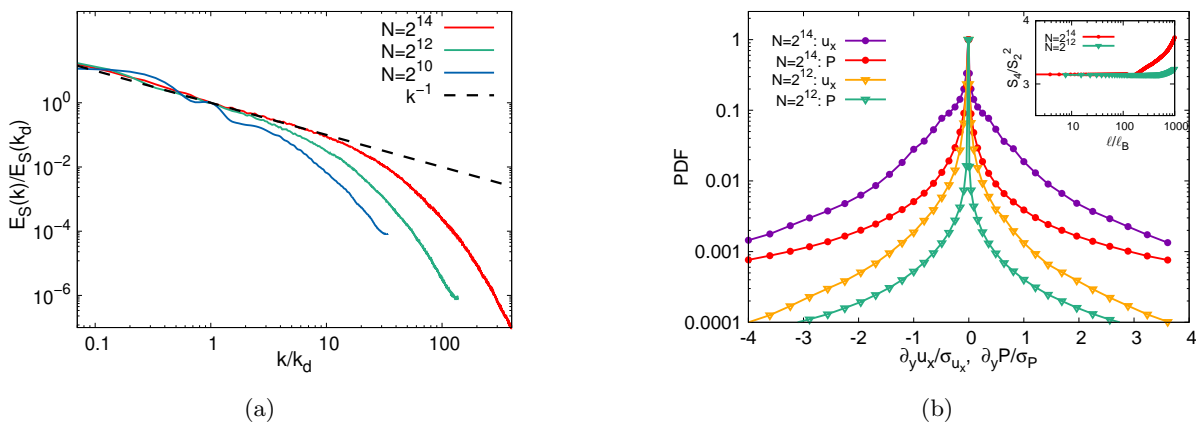 E_S(k)/E_S(k_d)
10^0
10^-2
10^-4
10^-6
0.1 1 10 100
k/k_d
N=2^14
N=2^12
N=2^10
k^-1
(a)
PDF
1
0.1
0.01
0.001
0.0001
-4 -3 -2 -1 0 1 2 3 4
∂_y u_x/σ_{u_x}, ∂_y P/σ_P
N=2^14: u_x
N=2^14: P
N=2^12: u_x
N=2^12: P
S_4/S_2^2
4
3
10 100 1000
ℓ/ℓ_B
N=2^14
N=2^12
(b)